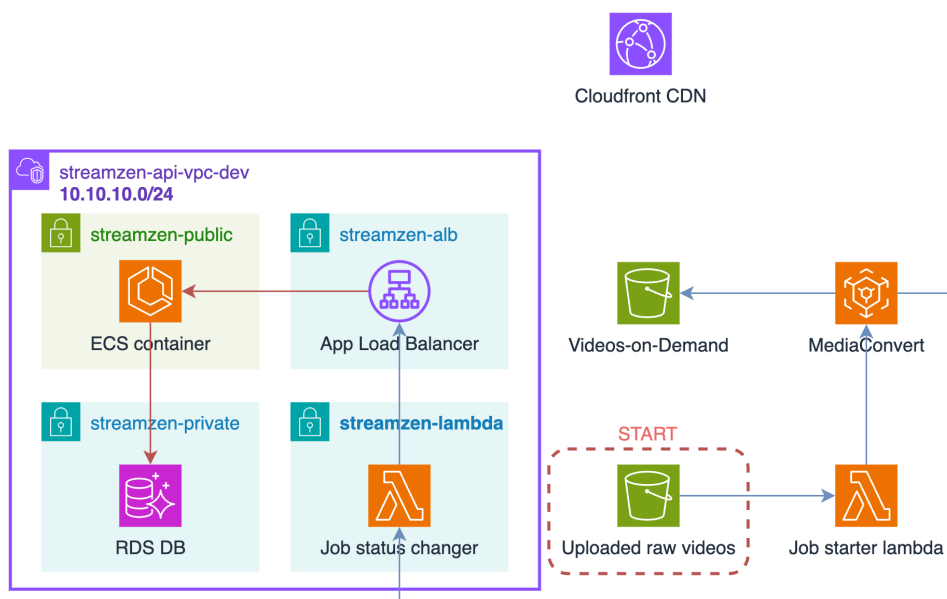 Cloudfront CDN
streamzen-api-vpc-dev
10.10.10.0/24
streamzen-public
streamzen-alb
ECS container
App Load Balancer
Videos-on-Demand
MediaConvert
streamzen-private
streamzen-lambda
START
RDS DB
Job status changer
Uploaded raw videos
Job starter lambda